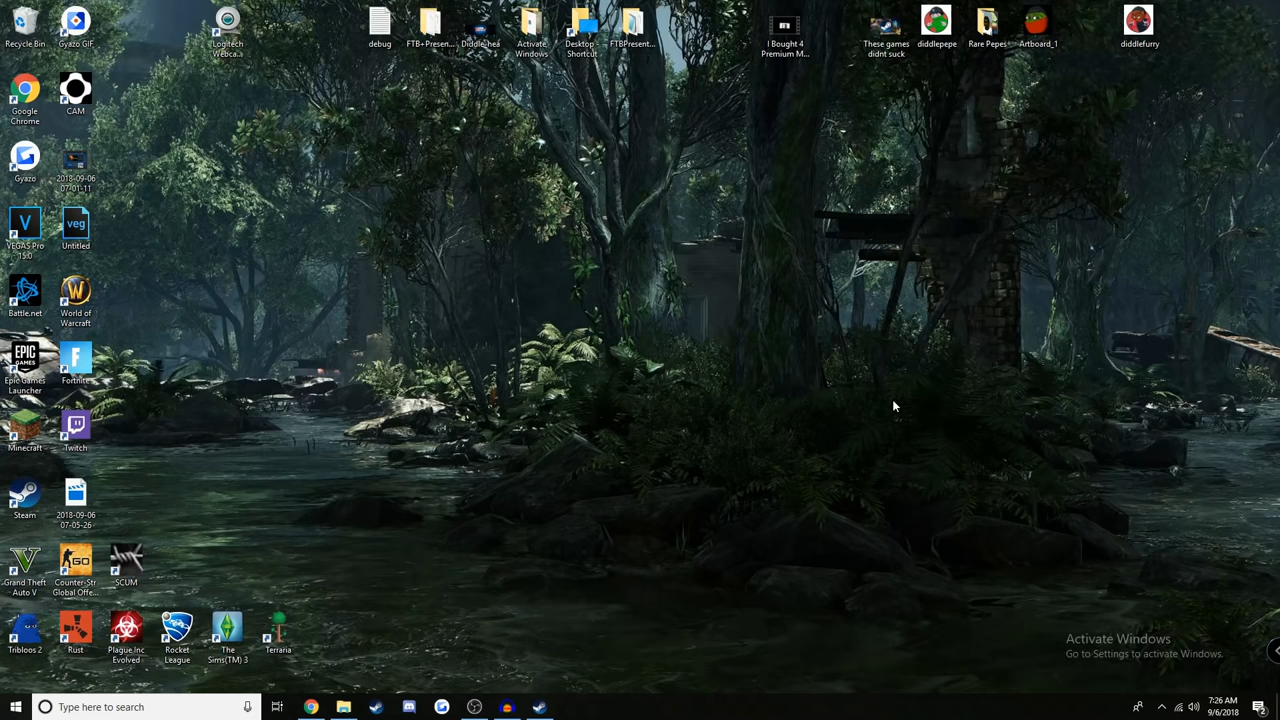 Recycle Bin
Gyazo GIF
Logitech
Webca...
debug
FTB+Presen...
Diddle-hea
Activate
Windows
Desktop -
Shortcut
FTBPresent...
I Bought 4
Premium M...
These games
didnt suck
diddlepepe
Rare Pepes
Artboard_1
diddlefurry
Google
Chrome
CAM
Gyazo
2018-09-06
07-01-11
V
VEGAS Pro
15.0
veg
Untitled
Battle.net
W
World of
Warcraft
EPIC
GAMES
Epic Games
Launcher
F
Fortnite
Minecraft
Twitch
Steam
2018-09-06
07-05-26
V
Grand Theft
Auto V
GO
Counter-Str
Global Offe...
SCUM
Tribloos 2
Rust
Plague Inc
Evolved
Rocket
League
The
Sims(TM) 3
Terraria
Activate Windows
Go to Settings to activate Windows.
Type here to search
7:26 AM
9/6/2018
2